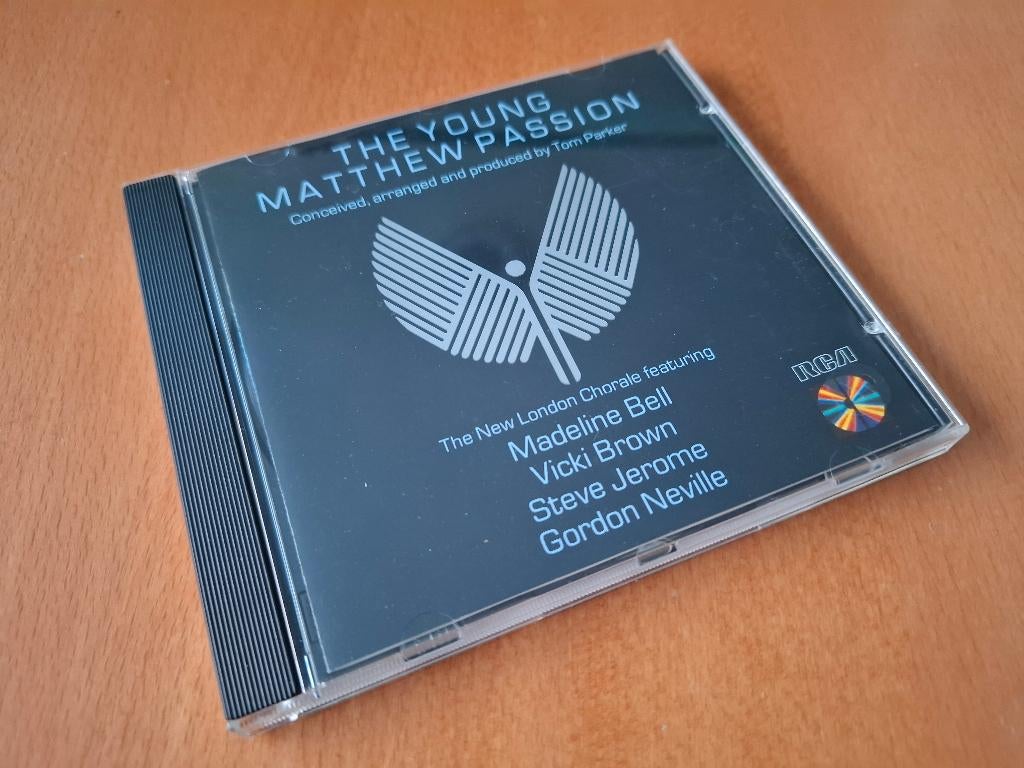 THE YOUNG
MATTHEW PASSION
Conceived, arranged and produced by Tom Parker
The New London Chorale featuring
Madeline Bell
Vicki Brown
Steve Jerome
Gordon Neville
RCA